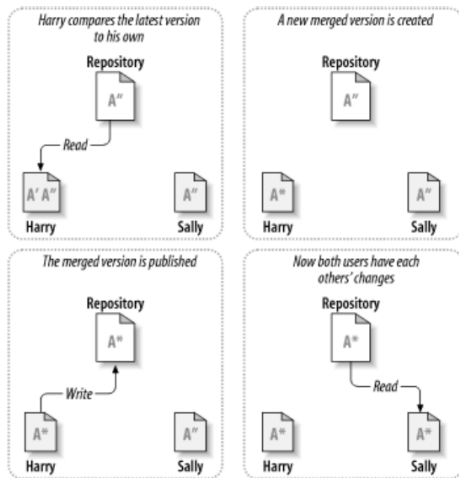 Harry compares the latest version
to his own
Repository
A"
Read
A' A"
A"
Harry
Sally
A new merged version is created
Repository
A"
A*
A"
Harry
Sally
The merged version is published
Repository
A*
Write
A*
A"
Harry
Sally
Now both users have each
others' changes
Repository
A*
Read
A*
A*
Harry
Sally